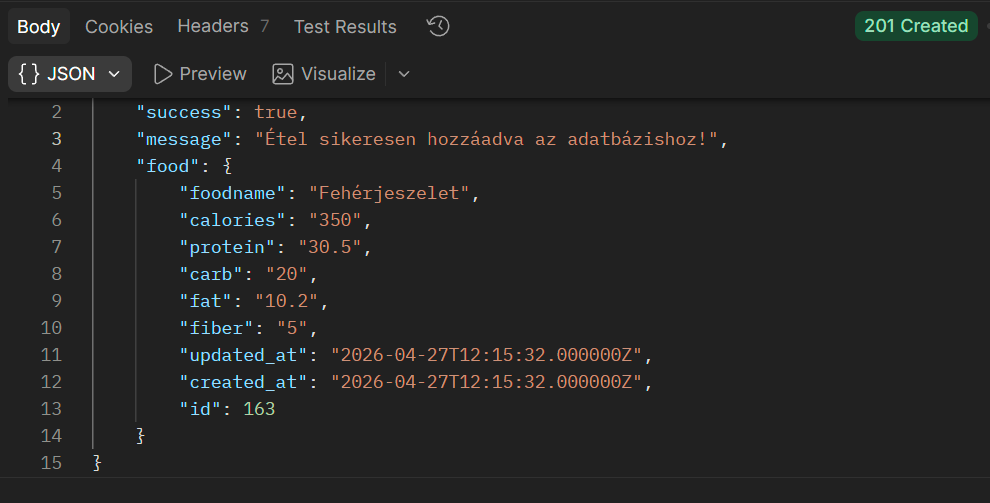 Body Cookies Headers 7 Test Results 201 Created
{} JSON Preview Visualize
2 "success": true,
3 "message": "Étel sikeresen hozzáadva az adatbázishoz!",
4 "food": {
5 "foodname": "Fehérjeszelet",
6 "calories": "350",
7 "protein": "30.5",
8 "carb": "20",
9 "fat": "10.2",
10 "fiber": "5",
11 "updated_at": "2026-04-27T12:15:32.000000Z",
12 "created_at": "2026-04-27T12:15:32.000000Z",
13 "id": 163
14 }
15 }